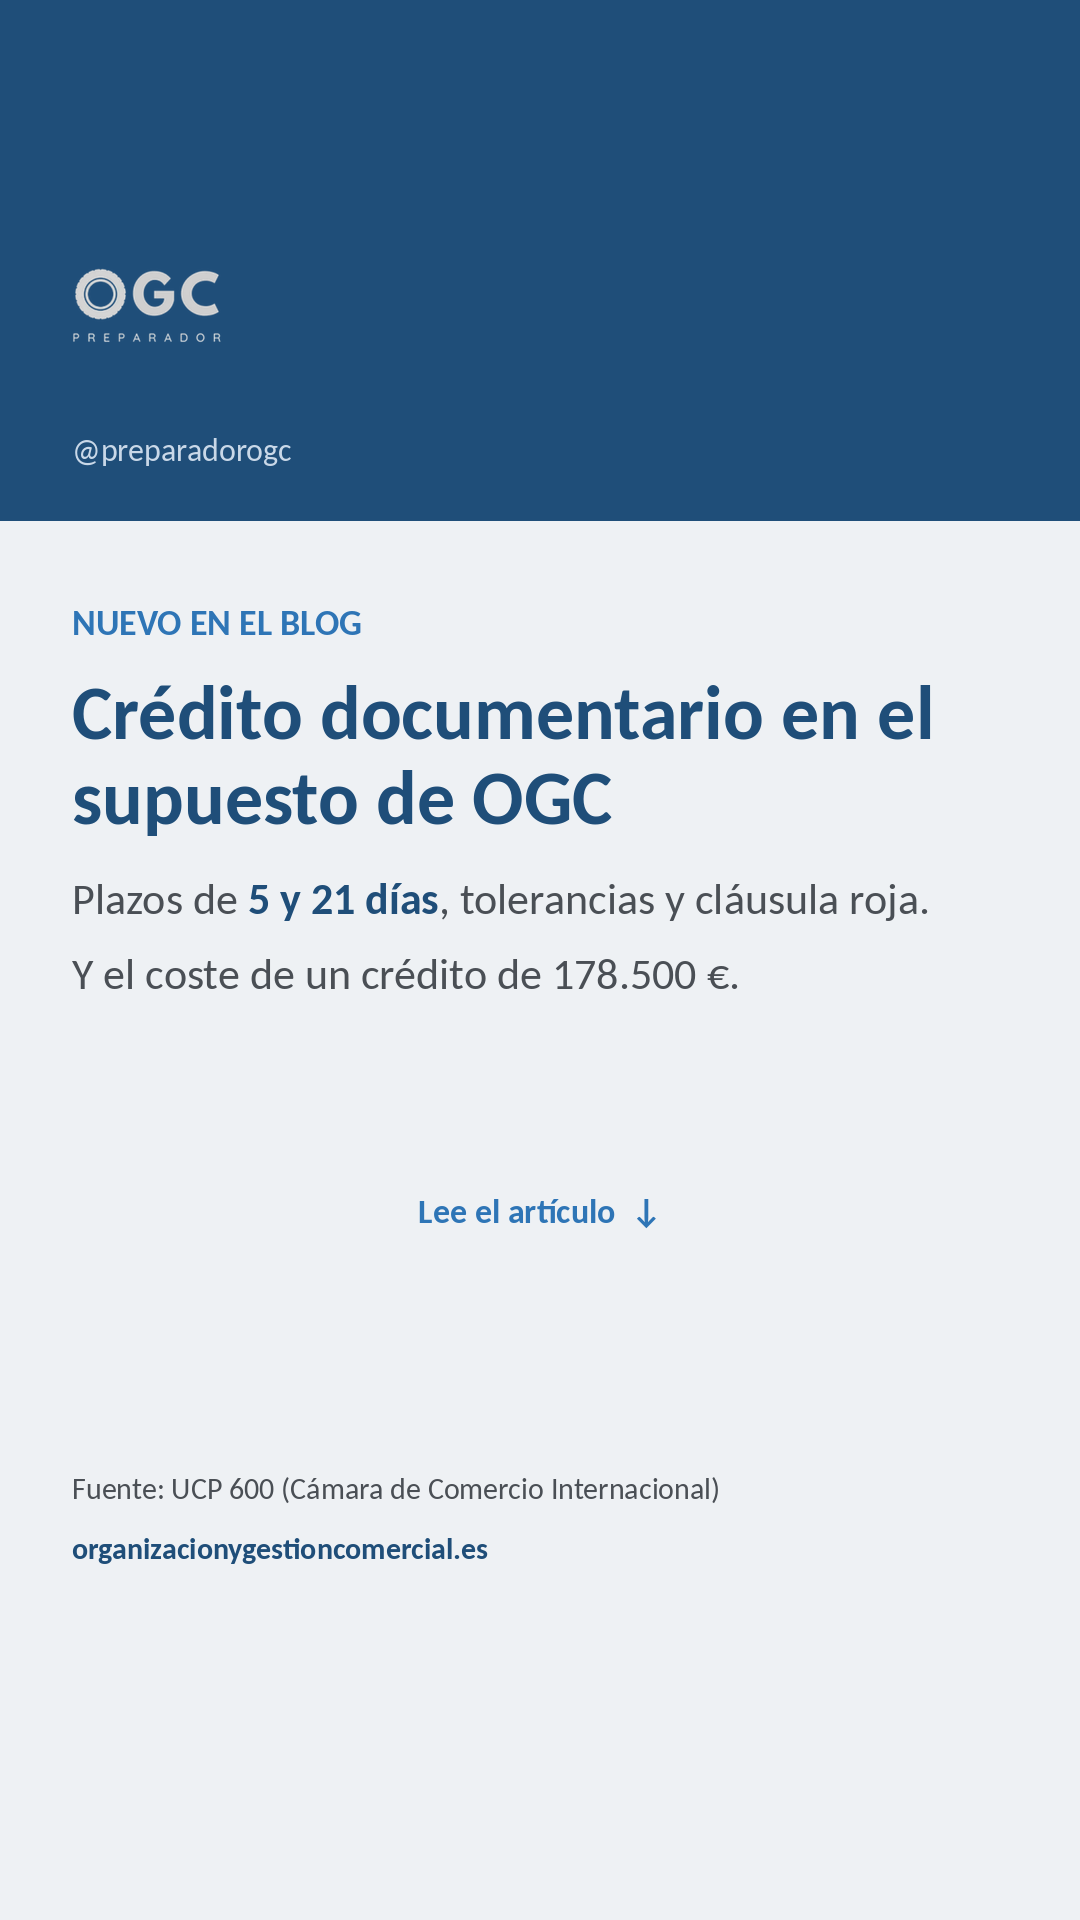 OGC
PREPARADOR
@preparadorogc
NUEVO EN EL BLOG
Crédito documentario en el
supuesto de OGC
Plazos de 5 y 21 días, tolerancias y cláusula roja.
Y el coste de un crédito de 178.500 €.
Lee el artículo ↓
Fuente: UCP 600 (Cámara de Comercio Internacional)
organizacionygestioncomercial.es